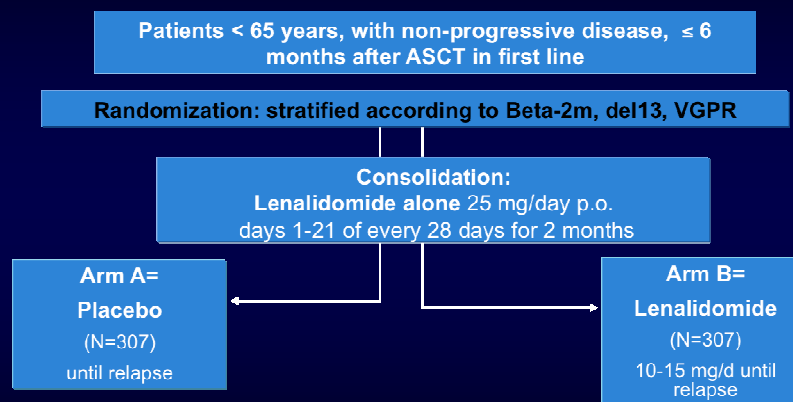 Patients < 65 years, with non-progressive disease, ≤ 6
months after ASCT in first line
Randomization: stratified according to Beta-2m, del13, VGPR
Consolidation:
Lenalidomide alone 25 mg/day p.o.
days 1-21 of every 28 days for 2 months
Arm A=
Placebo
(N=307)
until relapse
Arm B=
Lenalidomide
(N=307)
10-15 mg/d until
relapse